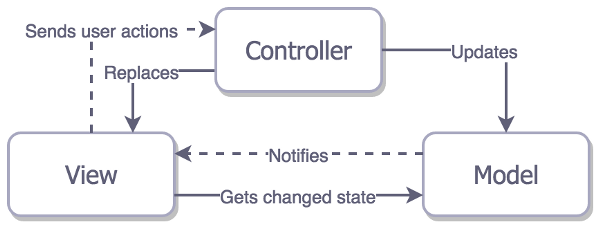 Sends user actions
Controller
Updates
Replaces
View
Notifies
Model
Gets changed state